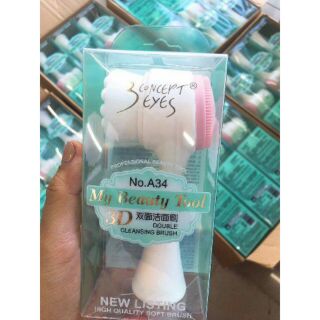 3 CONCEPT EYES®
PROFESSIONAL BEAUTY
No.A34
My Beauty Tool
3D 双面洁面刷
DOUBLE
CLEANSING BRUSH
NEW LISTING
HIGH QUALITY SOFT BRUSH